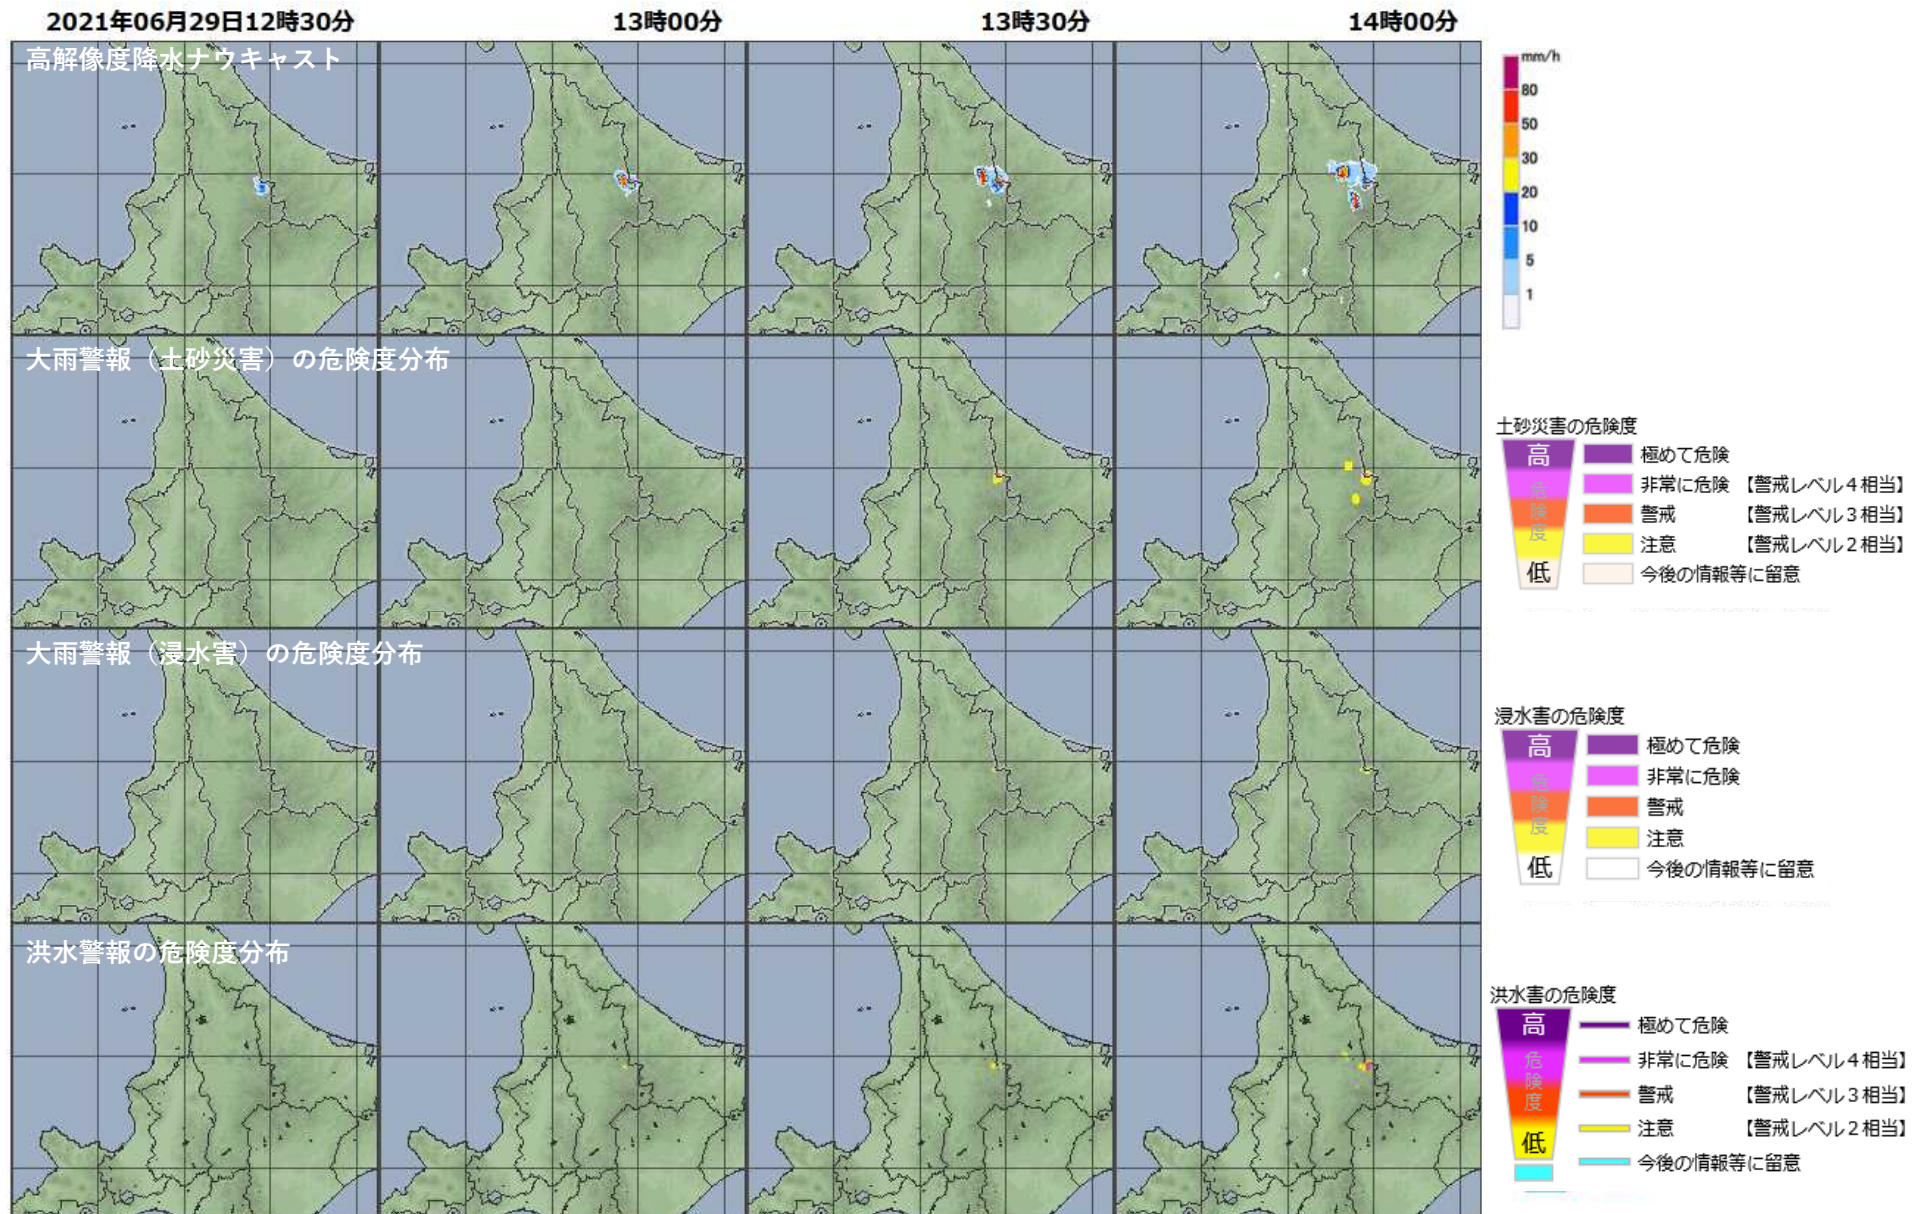 2021年06月29日12時30分
13時00分
13時30分
14時00分
高解像度降水ナウキャスト
mm/h
80
50
30
20
10
5
1
大雨警報（土砂災害）の危険度分布
土砂災害の危険度
高
危険度
低
極めて危険
非常に危険 【警戒レベル４相当】
警戒 【警戒レベル３相当】
注意 【警戒レベル２相当】
今後の情報等に留意
大雨警報（浸水害）の危険度分布
浸水害の危険度
高
危険度
低
極めて危険
非常に危険
警戒
注意
今後の情報等に留意
洪水警報の危険度分布
洪水害の危険度
高
危険度
低
極めて危険
非常に危険 【警戒レベル４相当】
警戒 【警戒レベル３相当】
注意 【警戒レベル２相当】
今後の情報等に留意